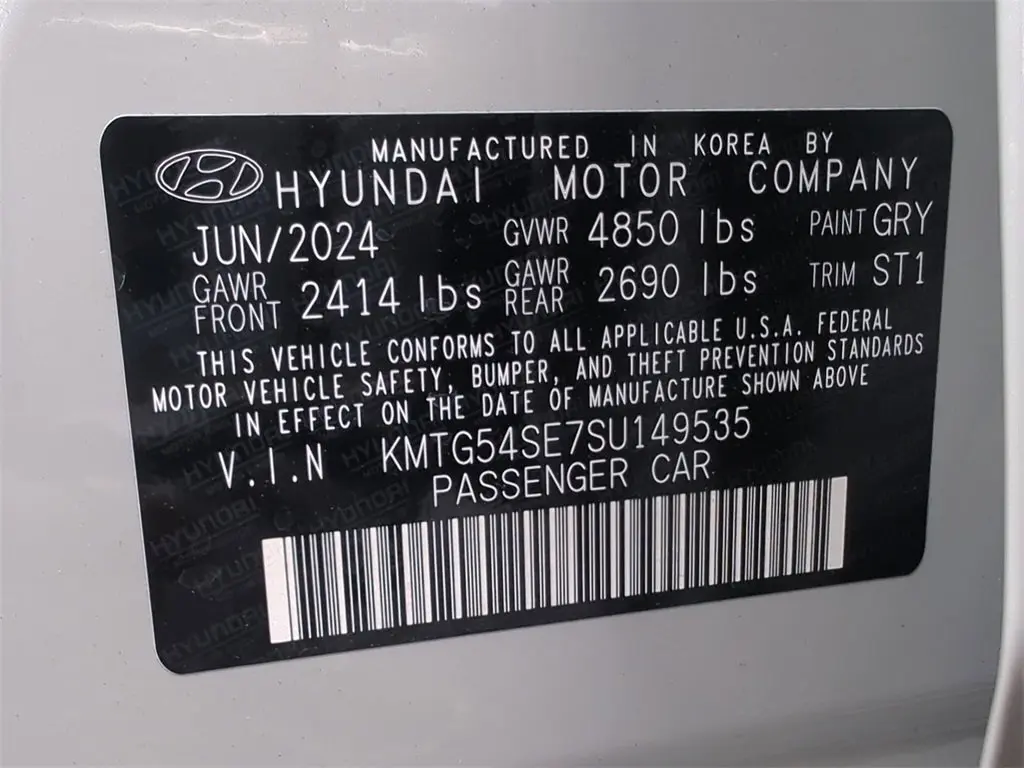 MANUFACTURED IN KOREA BY
HYUNDAI MOTOR COMPANY
JUN/2024 GVWR 4850 lbs PAINT GRY
GAWR FRONT 2414 lbs GAWR REAR 2690 lbs TRIM ST1
THIS VEHICLE CONFORMS TO ALL APPLICABLE U.S.A. FEDERAL
MOTOR VEHICLE SAFETY, BUMPER, AND THEFT PREVENTION STANDARDS
IN EFFECT ON THE DATE OF MANUFACTURE SHOWN ABOVE
V.I.N KMTG54SE7SU149535
PASSENGER CAR